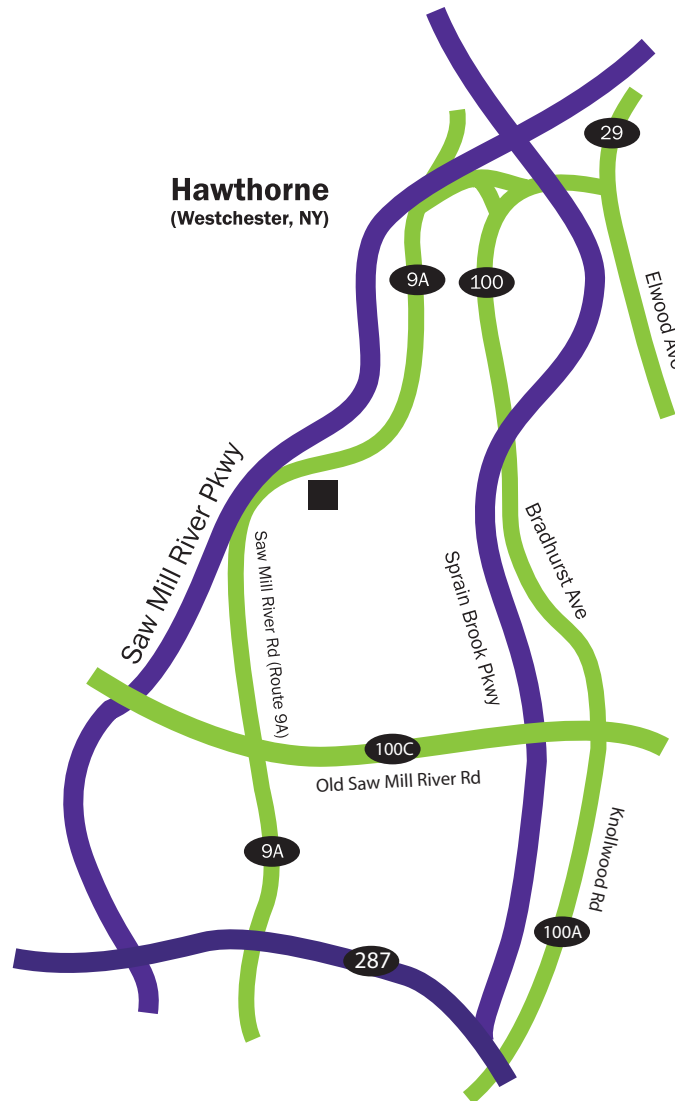 29
Hawthorne
(Westchester, NY)
9A
100
Elwood Ave
Saw Mill River Pkwy
Saw Mill River Rd (Route 9A)
Sprain Brook Pkwy
Bradhurst Ave
100C
Old Saw Mill River Rd
Knollwood Rd
9A
100A
287